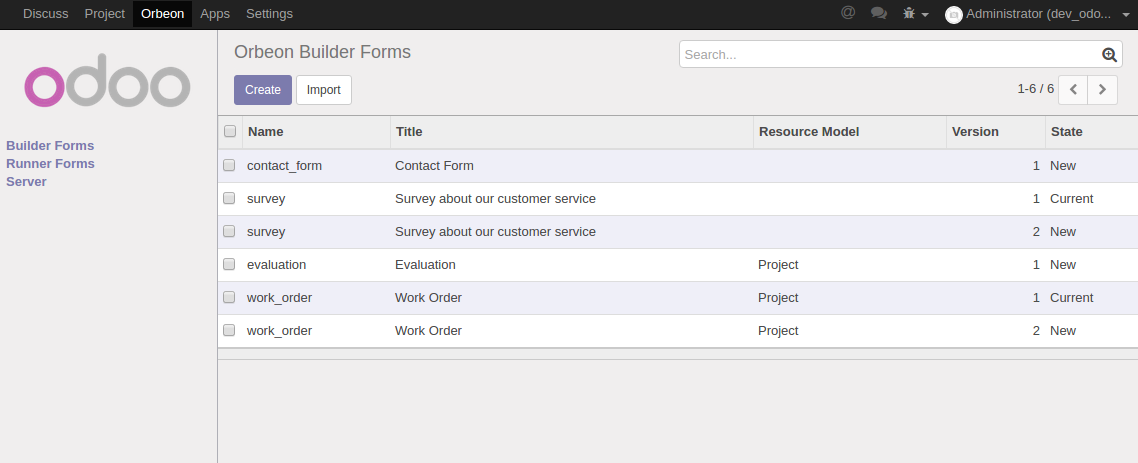 Discuss Project Orbeon Apps Settings @ Administrator (dev_odo...
odoo
Orbeon Builder Forms
Search...
Create Import
1-6 / 6
Builder Forms
Runner Forms
Server
Name Title Resource Model Version State
contact_form Contact Form 1 New
survey Survey about our customer service 1 Current
survey Survey about our customer service 2 New
evaluation Evaluation Project 1 New
work_order Work Order Project 1 Current
work_order Work Order Project 2 New